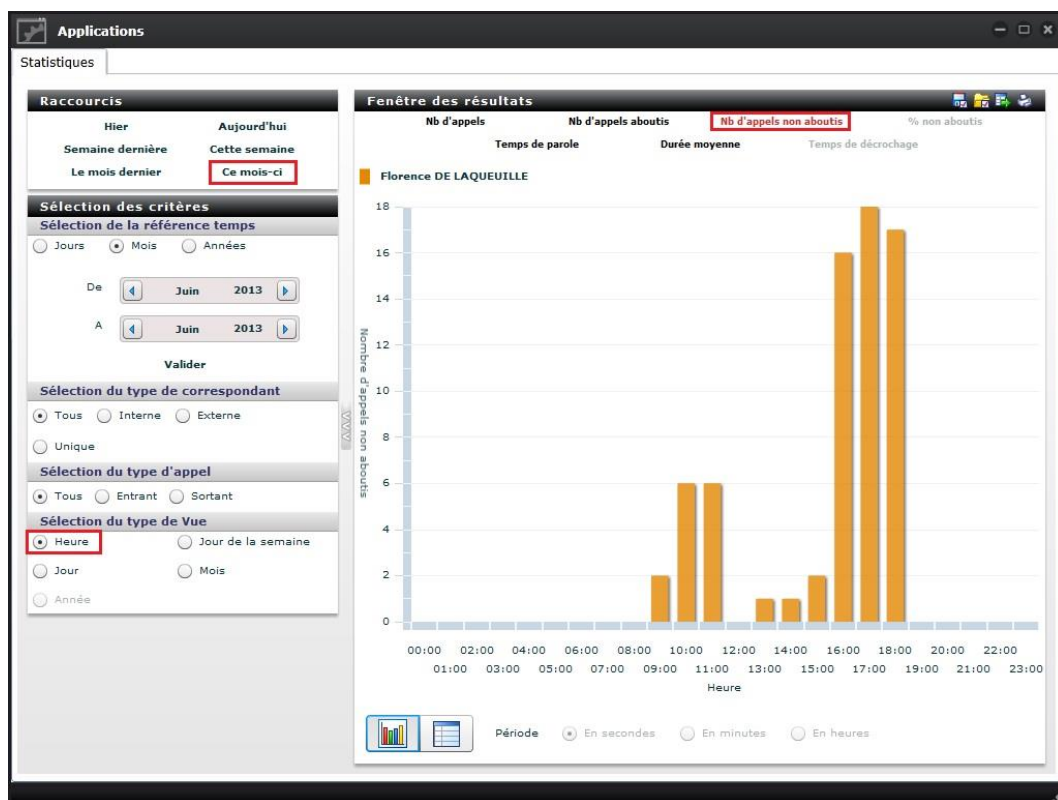 Applications
Statistiques
Raccourcis
Hier Aujourd'hui
Semaine dernière Cette semaine
Le mois dernier Ce mois-ci
Sélection des critères
Sélection de la référence temps
Jours Mois Années
De Juin 2013
A Juin 2013
Valider
Sélection du type de correspondant
Tous Interne Externe
Unique
Sélection du type d'appel
Tous Entrant Sortant
Sélection du type de Vue
Heure Jour de la semaine
Jour Mois
Année
Fenêtre des résultats
Nb d'appels Nb d'appels aboutis Nb d'appels non aboutis % non aboutis
Temps de parole Durée moyenne Temps de décrochage
Florence DE LAQUEUILLE
Nombre d'appels non aboutis
18
16
14
12
10
8
6
4
2
0
00:00 02:00 04:00 06:00 08:00 10:00 12:00 14:00 16:00 18:00 20:00 22:00
01:00 03:00 05:00 07:00 09:00 11:00 13:00 15:00 17:00 19:00 21:00 23:00
Heure
Période En secondes En minutes En heures